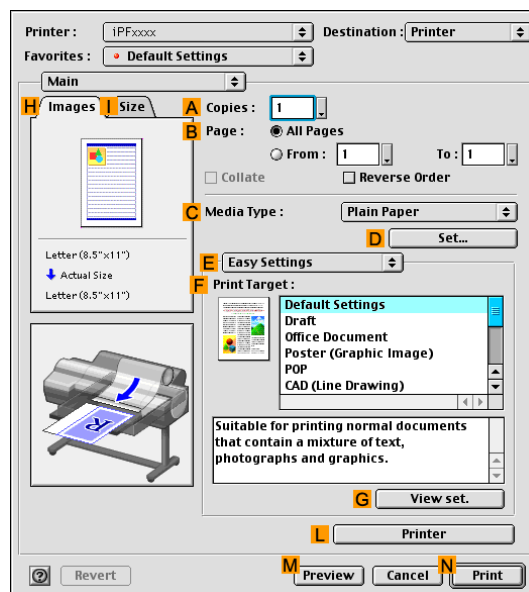 Printer : iPFxxxx Destination : Printer
Favorites : Default Settings
Main
H Images I Size
A Copies : 1
B Page : All Pages
From : 1 To : 1
Collate Reverse Order
C Media Type : Plain Paper
D Set...
Letter (8.5"x11")
Actual Size
Letter (8.5"x11")
E Easy Settings
F Print Target :
Default Settings
Draft
Office Document
Poster (Graphic Image)
POP
CAD (Line Drawing)
R
Suitable for printing normal documents
that contain a mixture of text,
photographs and graphics.
G View set.
L Printer
? Revert M Preview Cancel N Print